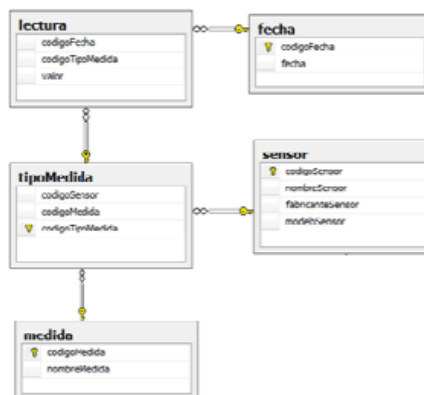 lectura
codigoFecha
codigoTipoMedida
valor
fecha
codigoFecha
fecha
tipoMedida
codigoSensor
codigoMedida
codigoTipoMedida
sensor
codigoSensor
nombreSensor
fabricanteSensor
modeloSensor
medida
codigoMedida
nombreMedida